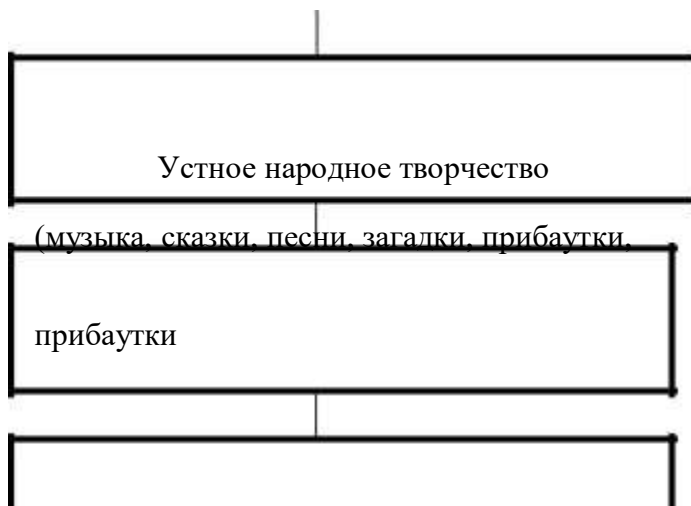 Устное народное творчество
(музыка, сказки, песни, загадки, прибаутки,
прибаутки